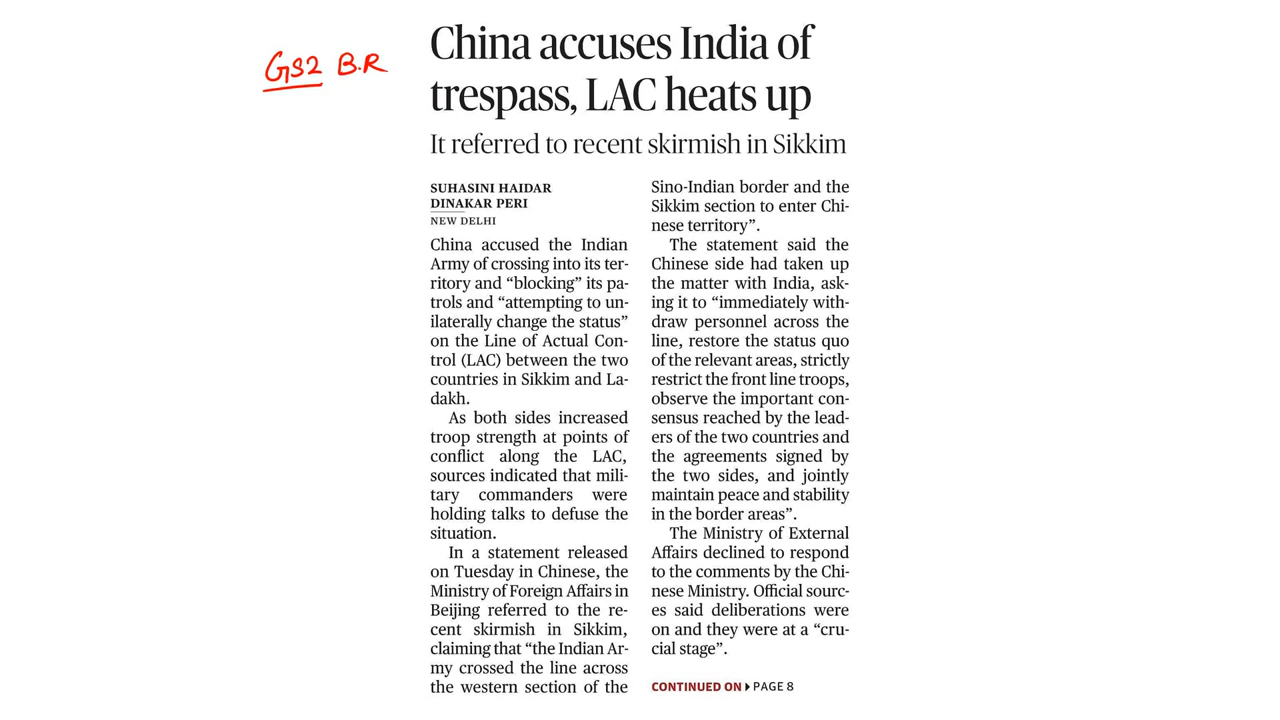 GS2 B.R
China accuses India of
trespass, LAC heats up
It referred to recent skirmish in Sikkim
SUHASINI HAIDAR
DINAKAR PERI
NEW DELHI
China accused the Indian
Army of crossing into its ter-
ritory and “blocking” its pa-
trols and “attempting to un-
ilaterally change the status”
on the Line of Actual Con-
trol (LAC) between the two
countries in Sikkim and La-
dakh.
As both sides increased
troop strength at points of
conflict along the LAC,
sources indicated that mili-
tary commanders were
holding talks to defuse the
situation.
In a statement released
on Tuesday in Chinese, the
Ministry of Foreign Affairs in
Beijing referred to the re-
cent skirmish in Sikkim,
claiming that “the Indian Ar-
my crossed the line across
the western section of the
Sino-Indian border and the
Sikkim section to enter Chi-
nese territory”.
The statement said the
Chinese side had taken up
the matter with India, ask-
ing it to “immediately with-
draw personnel across the
line, restore the status quo
of the relevant areas, strictly
restrict the front line troops,
observe the important con-
sensus reached by the lead-
ers of the two countries and
the agreements signed by
the two sides, and jointly
maintain peace and stability
in the border areas”.
The Ministry of External
Affairs declined to respond
to the comments by the Chi-
nese Ministry. Official sourc-
es said deliberations were
on and they were at a “cru-
cial stage”.
CONTINUED ON PAGE 8